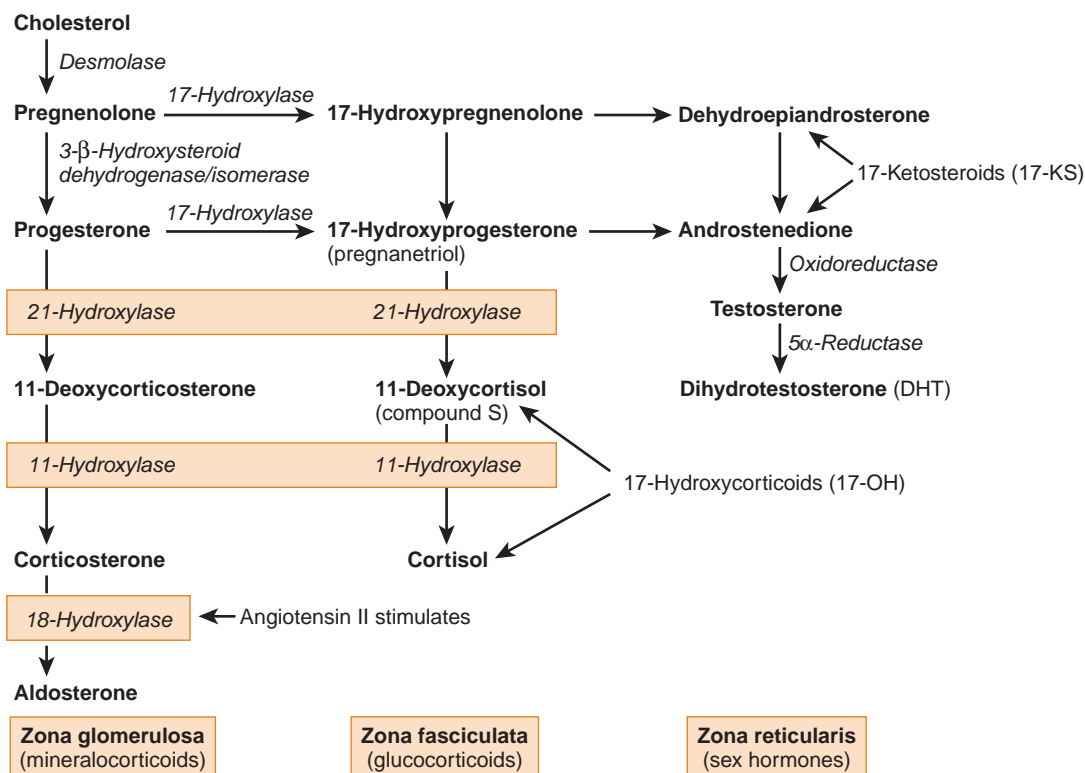 Cholesterol
Desmolase
17-Hydroxylase
Pregnenolone
17-Hydroxypregnenolone
Dehydroepiandrosterone
3-β-Hydroxysteroid
dehydrogenase/isomerase
17-Ketosteroids (17-KS)
17-Hydroxylase
Progesterone
17-Hydroxyprogesterone
(pregnanetriol)
Androstenedione
Oxidoreductase
21-Hydroxylase
21-Hydroxylase
Testosterone
5α-Reductase
11-Deoxycorticosterone
11-Deoxycortisol
(compound S)
Dihydrotestosterone (DHT)
11-Hydroxylase
11-Hydroxylase
17-Hydroxycorticoids (17-OH)
Corticosterone
Cortisol
18-Hydroxylase
Angiotensin II stimulates
Aldosterone
Zona glomerulosa
(mineralocorticoids)
Zona fasciculata
(glucocorticoids)
Zona reticularis
(sex hormones)